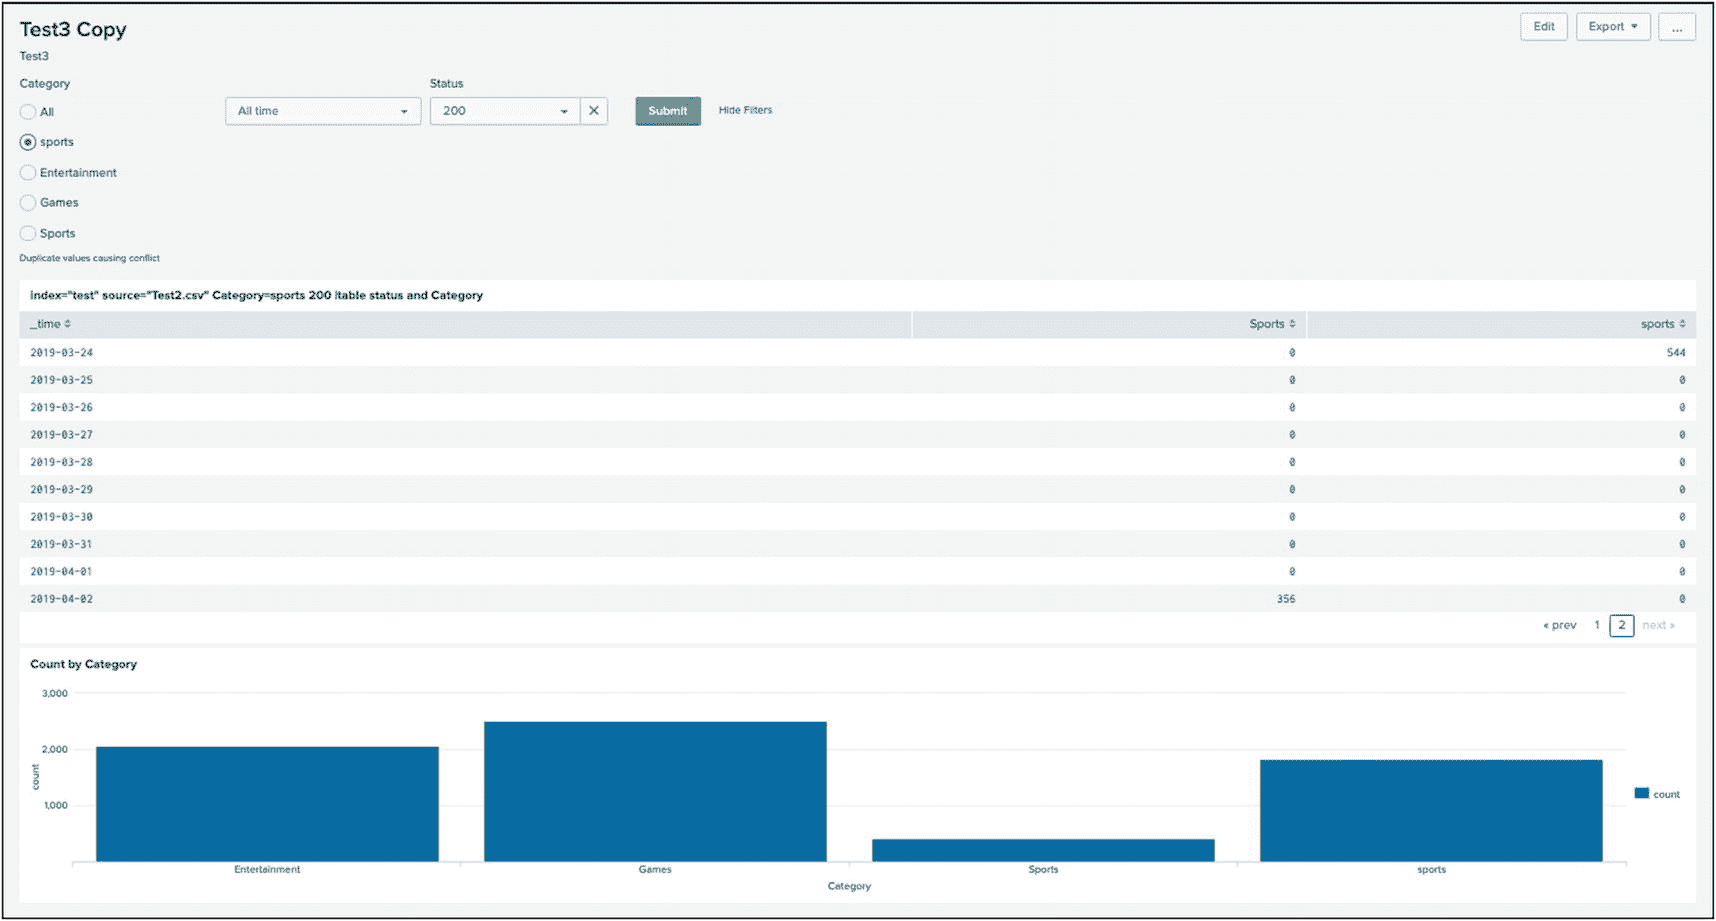 Test3 Copy
Edit Export ...
Test3
Category Status
All All time 200 Submit Hide Filters
sports
Entertainment
Games
Sports
Duplicate values causing conflict
index="test" source="Test2.csv" Category=sports 200 |table status and Category
_time Sports sports
2019-03-24 0 544
2019-03-25 0 0
2019-03-26 0 0
2019-03-27 0 0
2019-03-28 0 0
2019-03-29 0 0
2019-03-30 0 0
2019-03-31 0 0
2019-04-01 0 0
2019-04-02 356 0
« prev 1 2 next »
Count by Category
3,000
2,000
count
1,000
count
Entertainment Games Sports sports
Category